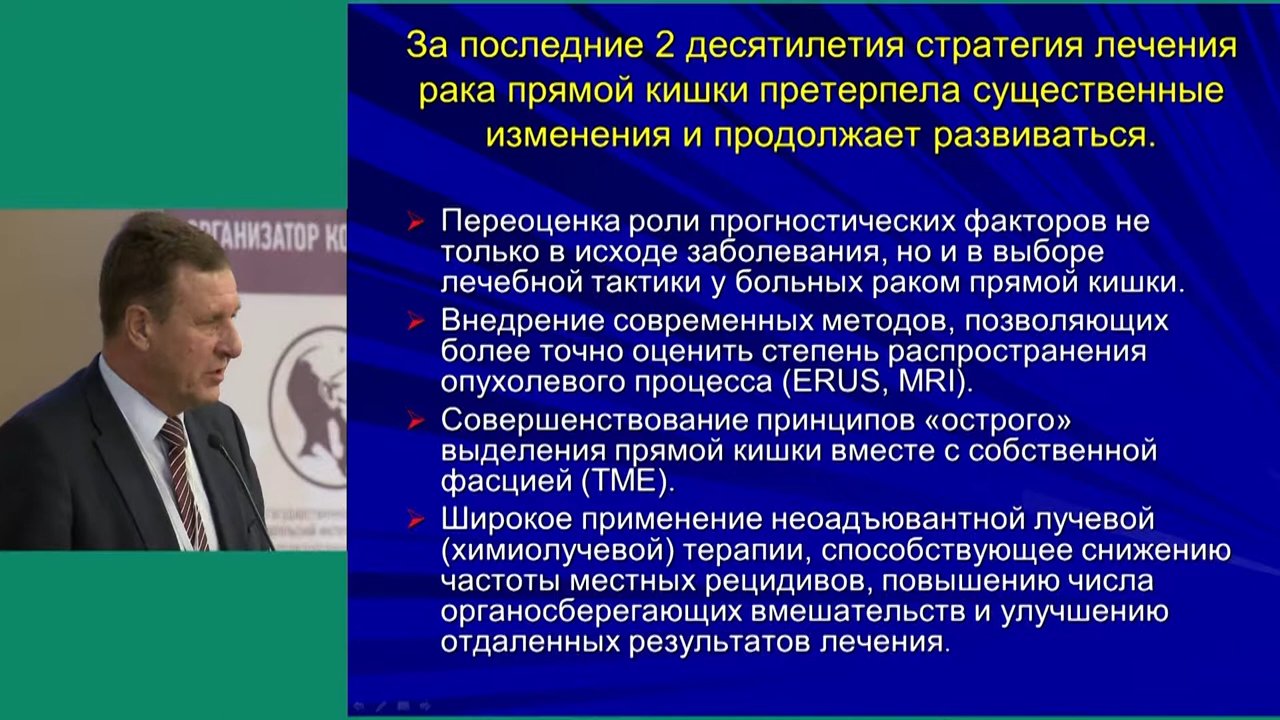 За последние 2 десятилетия стратегия лечения
рака прямой кишки претерпела существенные
изменения и продолжает развиваться.
Переоценка роли прогностических факторов не
только в исходе заболевания, но и в выборе
лечебной тактики у больных раком прямой кишки.
Внедрение современных методов, позволяющих
более точно оценить степень распространения
опухолевого процесса (ERUS, MRI).
Совершенствование принципов «острого»
выделения прямой кишки вместе с собственной
фасцией (TME).
Широкое применение неоадъювантной лучевой
(химиолучевой) терапии, способствующее снижению
частоты местных рецидивов, повышению числа
органосберегающих вмешательств и улучшению
отдаленных результатов лечения.
ОРГАНИЗАТОР КО